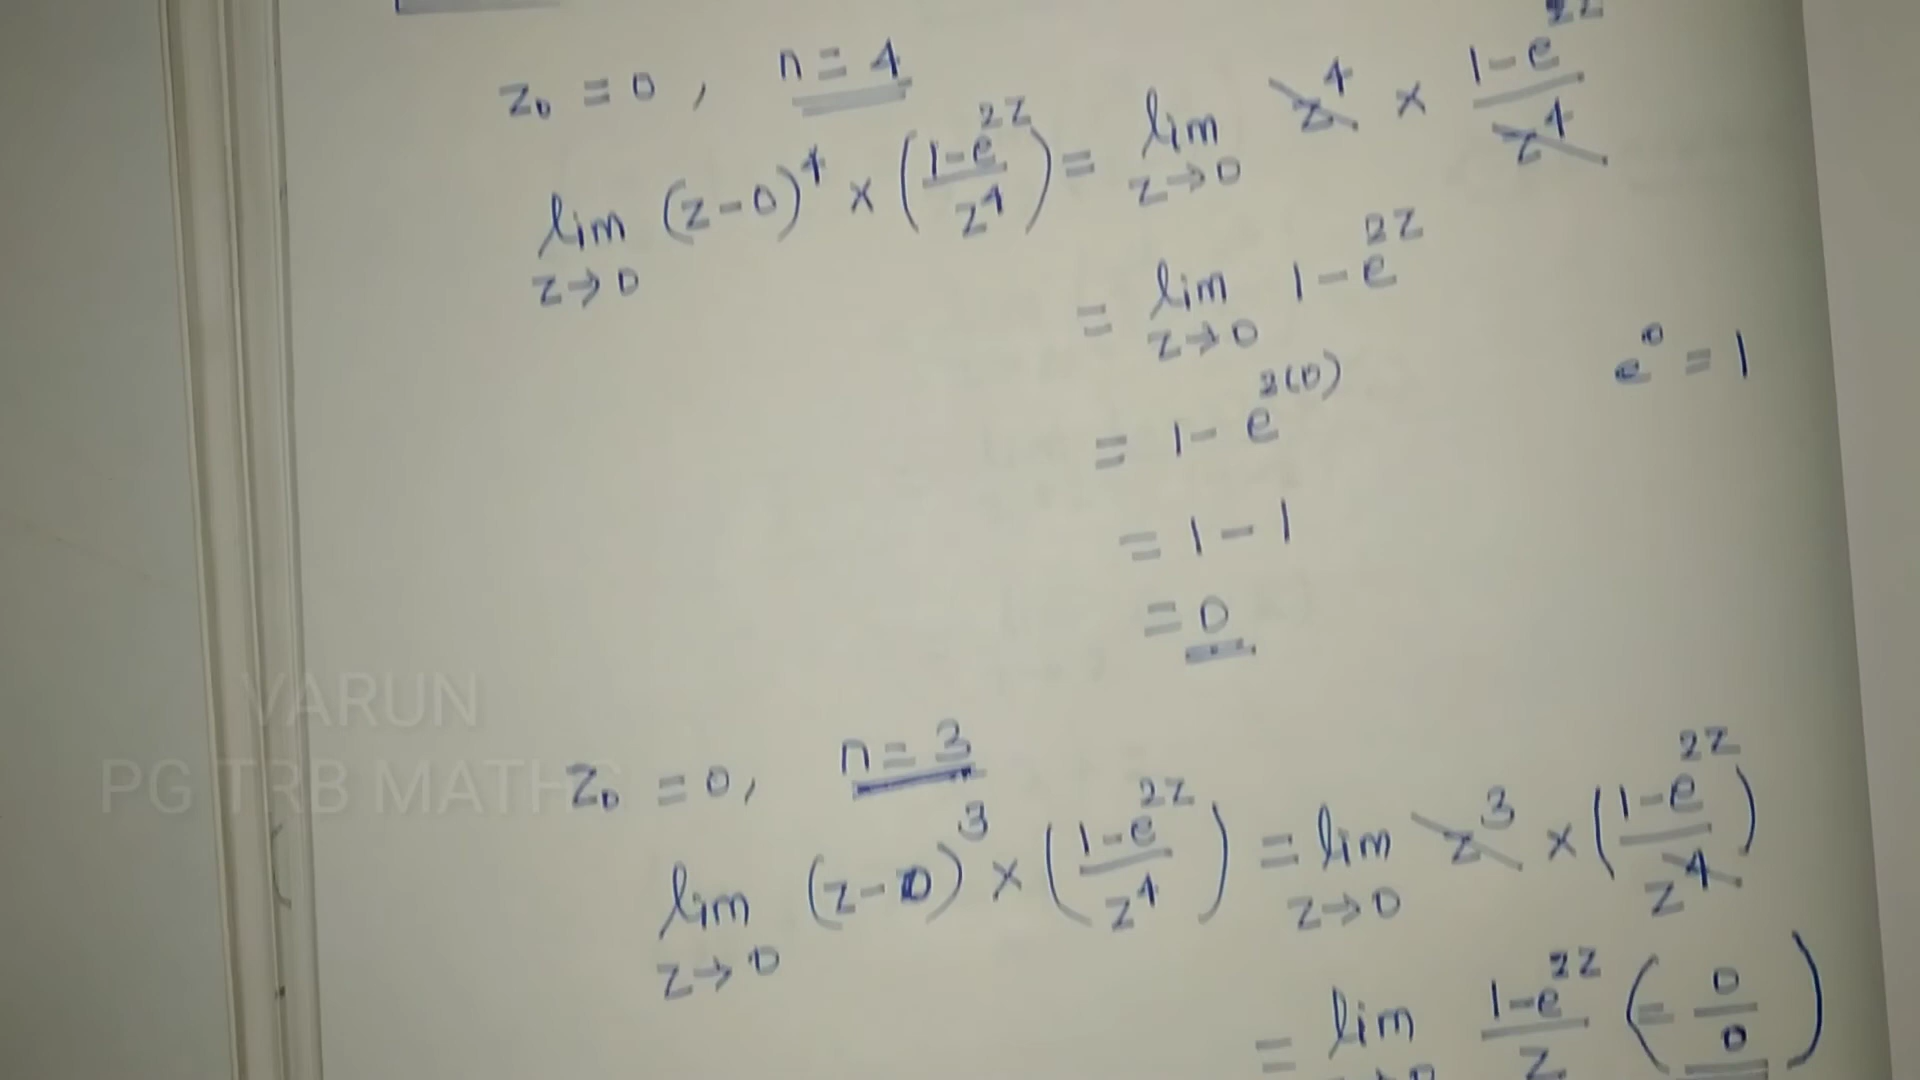 z₀ = 0, n = 4
lim z→0 (z-0)⁴ × ((1-e^{2z})/z⁴) = lim z→0 z⁴ × (1-e^{2z})/z⁴
= lim z→0 1-e^{2z}
= 1-e^{2(0)}
e⁰ = 1
= 1-1
= 0
VARUN
PG TRB MATHS
z₀ = 0, n = 3
lim z→0 (z-0)³ × ((1-e^{2z})/z⁴) = lim z→0 z³ × ((1-e^{2z})/z⁴)
= lim z→0 (1-e^{2z})/z (= 0/0)